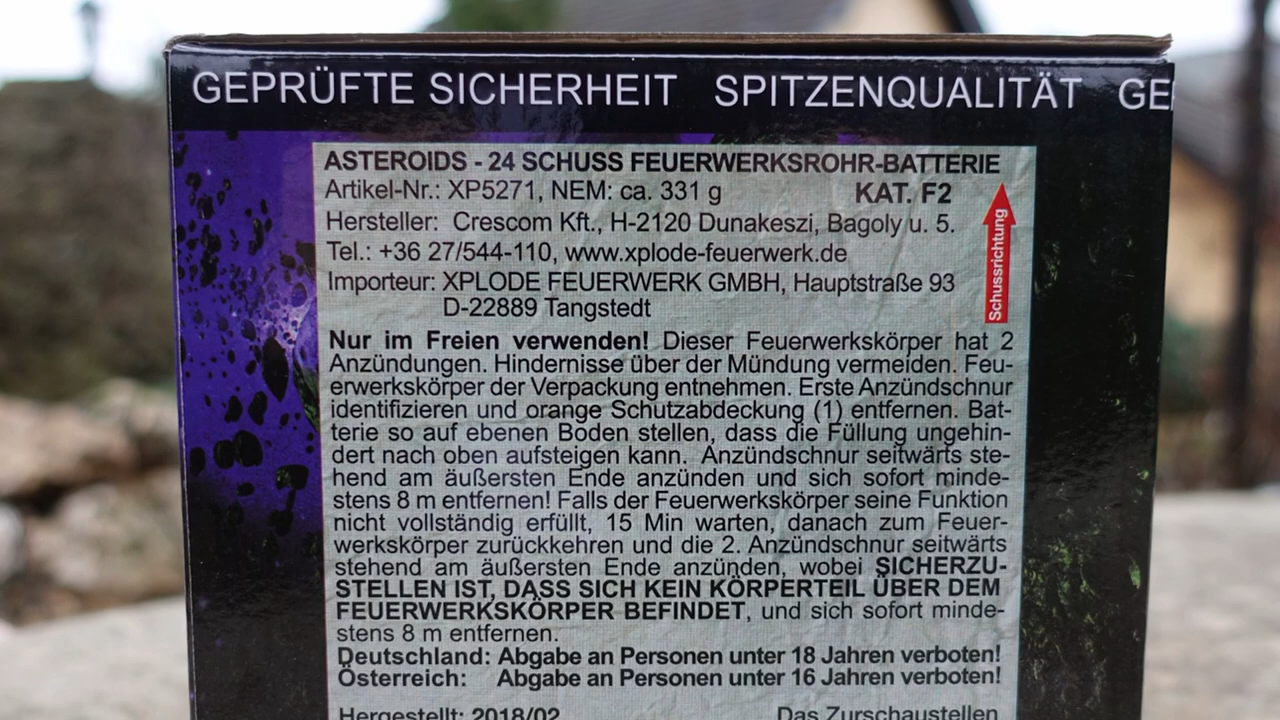 GEPRÜFTE SICHERHEIT SPITZENQUALITÄT GE
ASTEROIDS - 24 SCHUSS FEUERWERKSROHR-BATTERIE
Artikel-Nr.: XP5271, NEM: ca. 331 g KAT. F2
Hersteller: Crescom Kft., H-2120 Dunakeszi, Bagoly u. 5.
Tel.: +36 27/544-110, www.xplode-feuerwerk.de
Importeur: XPLODE FEUERWERK GMBH, Hauptstraße 93
D-22889 Tangstedt
Schussrichtung
Nur im Freien verwenden! Dieser Feuerwerkskörper hat 2
Anzündungen. Hindernisse über der Mündung vermeiden. Feu-
erwerkskörper der Verpackung entnehmen. Erste Anzündschnur
identifizieren und orange Schutzabdeckung (1) entfernen. Bat-
terie so auf ebenen Boden stellen, dass die Füllung ungehin-
dert nach oben aufsteigen kann. Anzündschnur seitwärts ste-
hend am äußersten Ende anzünden und sich sofort minde-
stens 8 m entfernen! Falls der Feuerwerkskörper seine Funktion
nicht vollständig erfüllt, 15 Min warten, danach zum Feuer-
werkskörper zurückkehren und die 2. Anzündschnur seitwärts
stehend am äußersten Ende anzünden, wobei SICHERZU-
STELLEN IST, DASS SICH KEIN KÖRPERTEIL ÜBER DEM
FEUERWERKSKÖRPER BEFINDET, und sich sofort minde-
stens 8 m entfernen.
Deutschland: Abgabe an Personen unter 18 Jahren verboten!
Österreich: Abgabe an Personen unter 16 Jahren verboten!
Hergestellt: 2018/02 Das Zurschaustellen